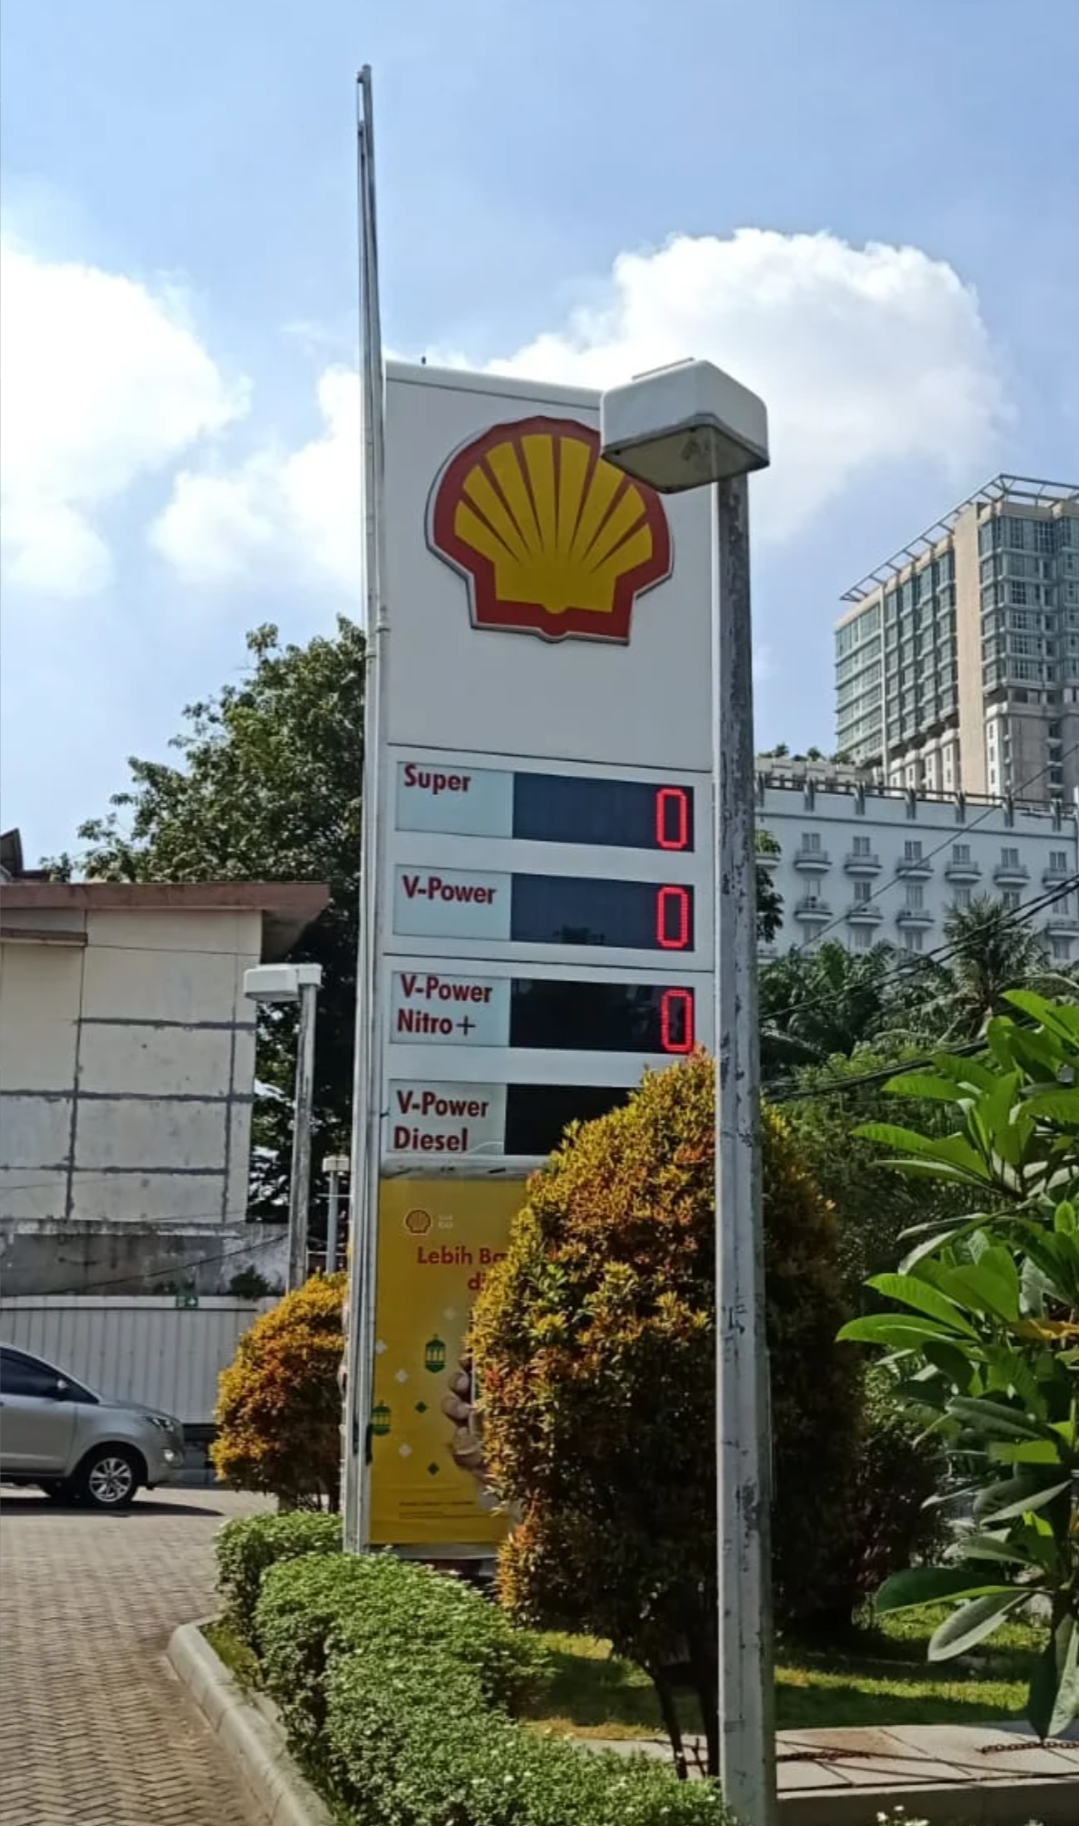 Super 0
V-Power 0
V-Power 0
Nitro+
V-Power
Diesel
Lebih